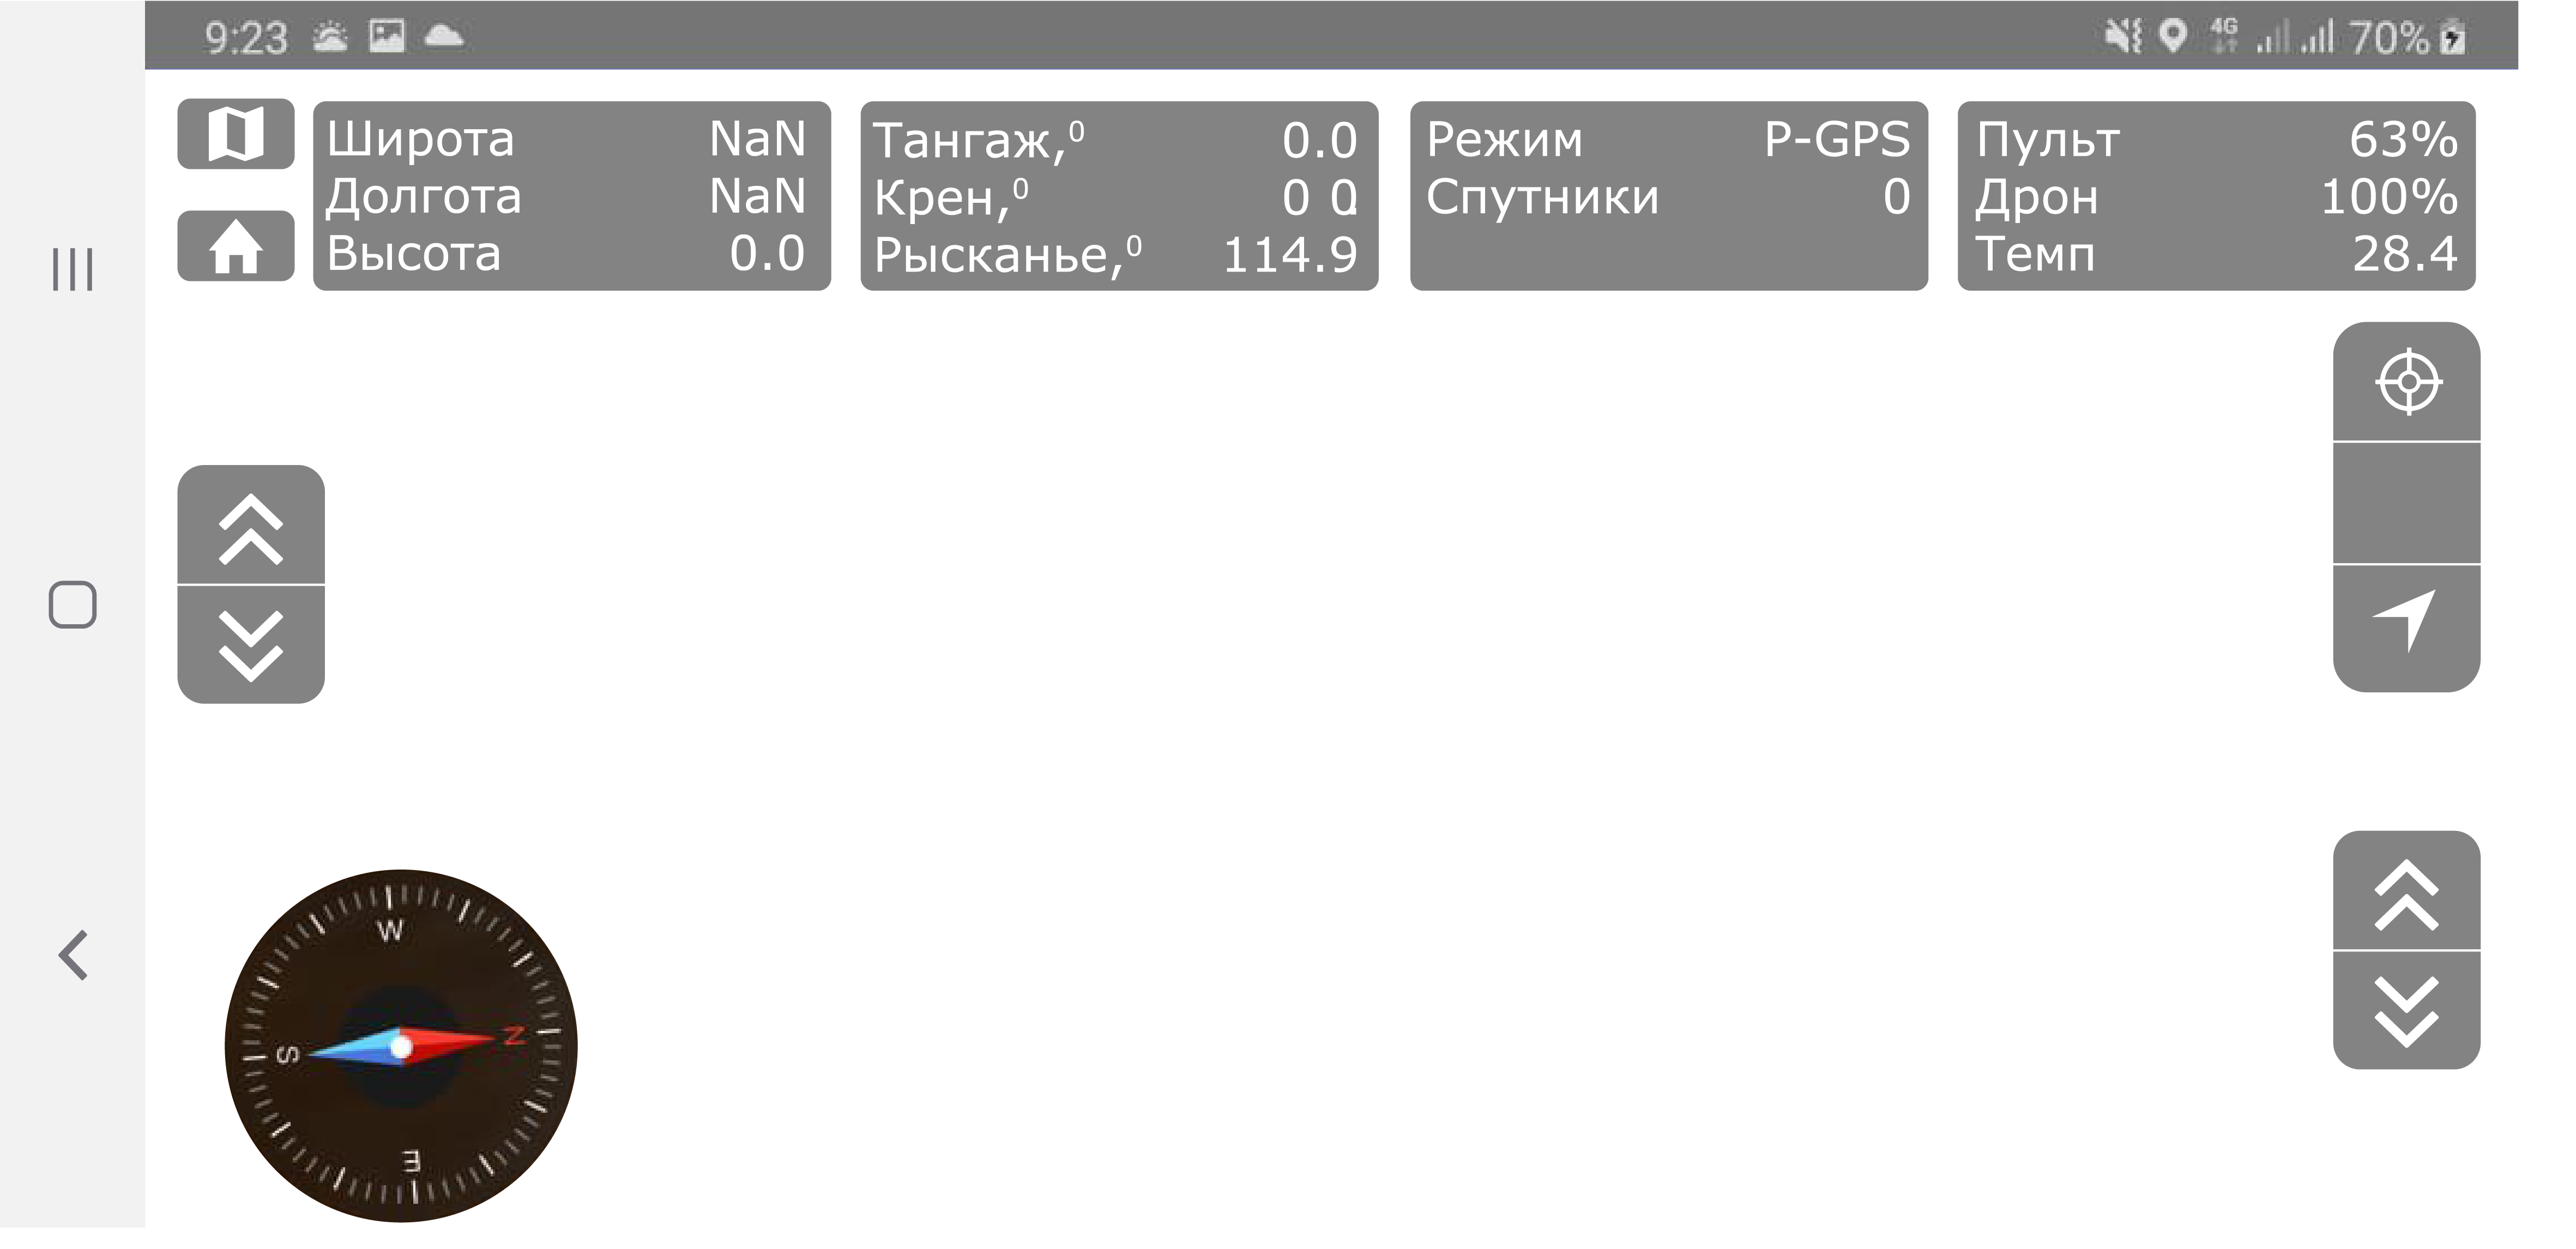 9:23 4G 70%
Широта NaN
Долгота NaN
Высота 0.0
Тангаж,⁰ 0.0
Крен,⁰ 0 0
Рысканье,⁰ 114.9
Режим P-GPS
Спутники 0
Пульт 63%
Дрон 100%
Темп 28.4
W
S N
E